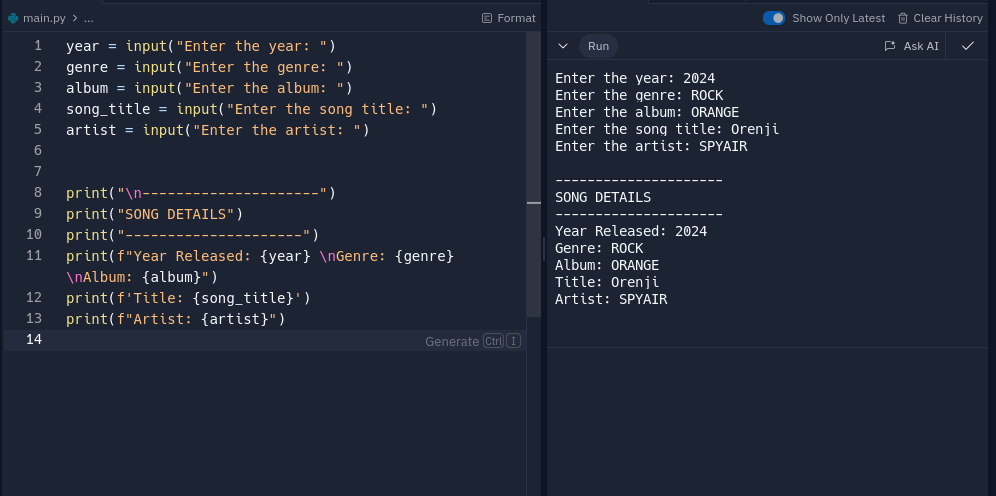 main.py > ...
Format
1 year = input("Enter the year: ")
2 genre = input("Enter the genre: ")
3 album = input("Enter the album: ")
4 song_title = input("Enter the song title: ")
5 artist = input("Enter the artist: ")
6
7
8 print("\n---------------------")
9 print("SONG DETAILS")
10 print("---------------------")
11 print(f"Year Released: {year} \nGenre: {genre}
\nAlbum: {album}")
12 print(f'Title: {song_title}')
13 print(f"Artist: {artist}")
14
Generate Ctrl I
Show Only Latest
Clear History
Run
Ask AI
Enter the year: 2024
Enter the genre: ROCK
Enter the album: ORANGE
Enter the song title: Orenji
Enter the artist: SPYAIR
---------------------
SONG DETAILS
---------------------
Year Released: 2024
Genre: ROCK
Album: ORANGE
Title: Orenji
Artist: SPYAIR